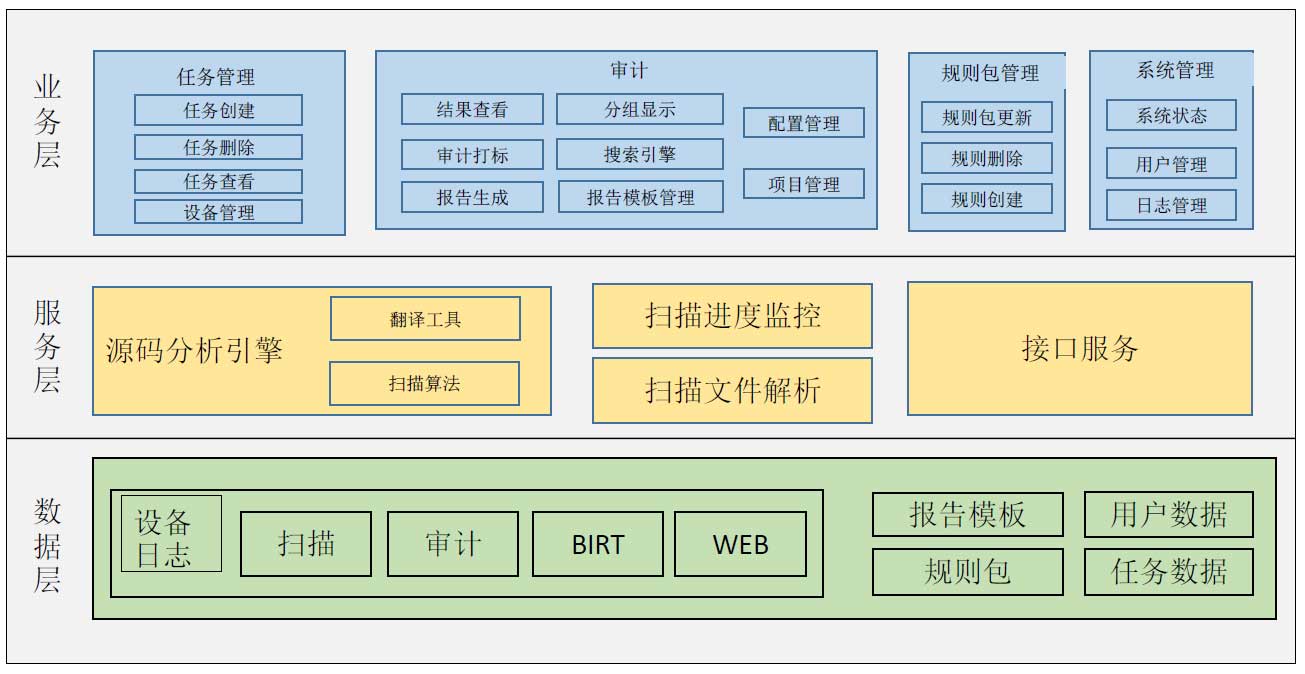 业务层
任务管理
任务创建
任务删除
任务查看
设备管理
审计
结果查看
分组显示
审计打标
搜索引擎
报告生成
报告模板管理
配置管理
项目管理
规则包管理
规则包更新
规则删除
规则创建
系统管理
系统状态
用户管理
日志管理
服务层
源码分析引擎
翻译工具
扫描算法
扫描进度监控
扫描文件解析
接口服务
数据层
设备
日志
扫描
审计
BIRT
WEB
报告模板
用户数据
规则包
任务数据